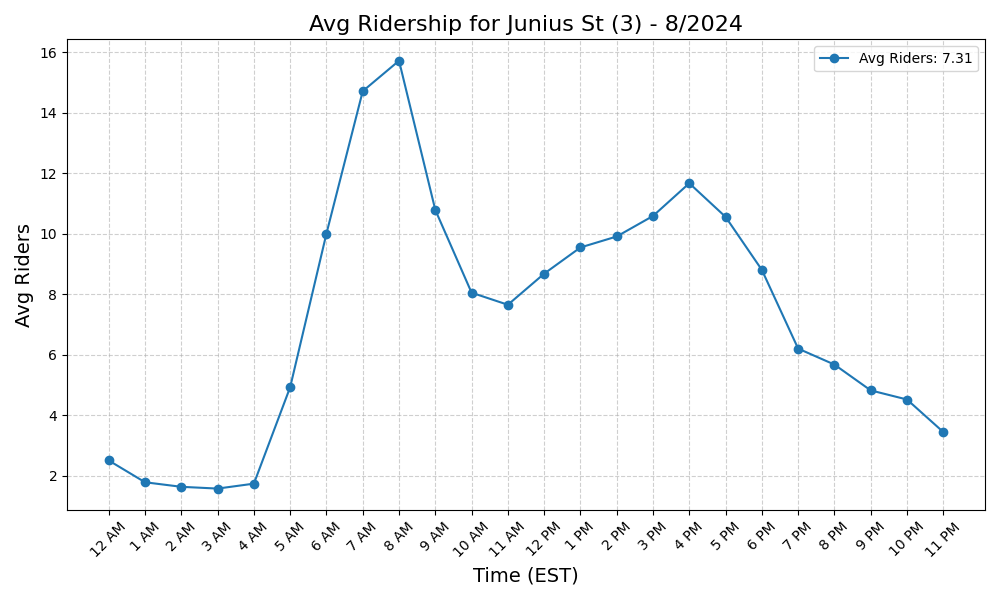 Avg Ridership for Junius St (3) - 8/2024
Avg Riders: 7.31
Avg Riders
16
14
12
10
8
6
4
2
12 AM
1 AM
2 AM
3 AM
4 AM
5 AM
6 AM
7 AM
8 AM
9 AM
10 AM
11 AM
12 PM
1 PM
2 PM
3 PM
4 PM
5 PM
6 PM
7 PM
8 PM
9 PM
10 PM
11 PM
Time (EST)